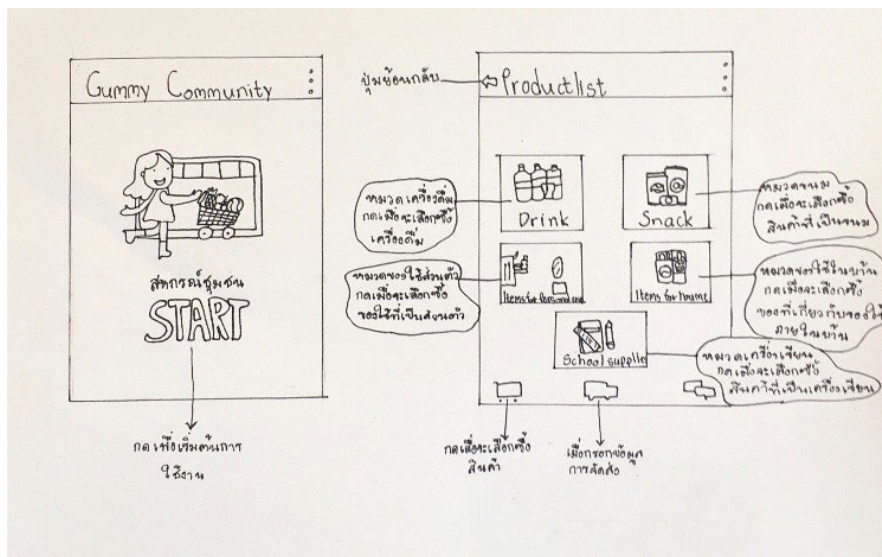 Gummy Community
สหกรณ์ชุมชน
START
กดเพื่อเริ่มต้นการ
ใช้งาน
ปุ่มย้อนกลับ
Productlist
หมวดเครื่องดื่ม
กดเพื่อจะเลือกซื้อ
เครื่องดื่ม
Drink
Snack
หมวดขนม
กดเพื่อจะเลือกซื้อ
สินค้าที่เป็นขนม
หมวดของใช้ส่วนตัว
กดเพื่อจะเลือกซื้อ
ของใช้ที่เป็นส่วนตัว
Items for Personal
Items for house
หมวดของใช้ในบ้าน
กดเพื่อจะเลือกซื้อ
ของที่เกี่ยวกับของใช้
ภายในบ้าน
School supplie
หมวดเครื่องเขียน
กดเพื่อจะเลือกซื้อ
สินค้าที่เป็นเครื่องเขียน
กดเพื่อจะเลือกซื้อ
สินค้า
เพื่อกรอกข้อมูล
การจัดส่ง